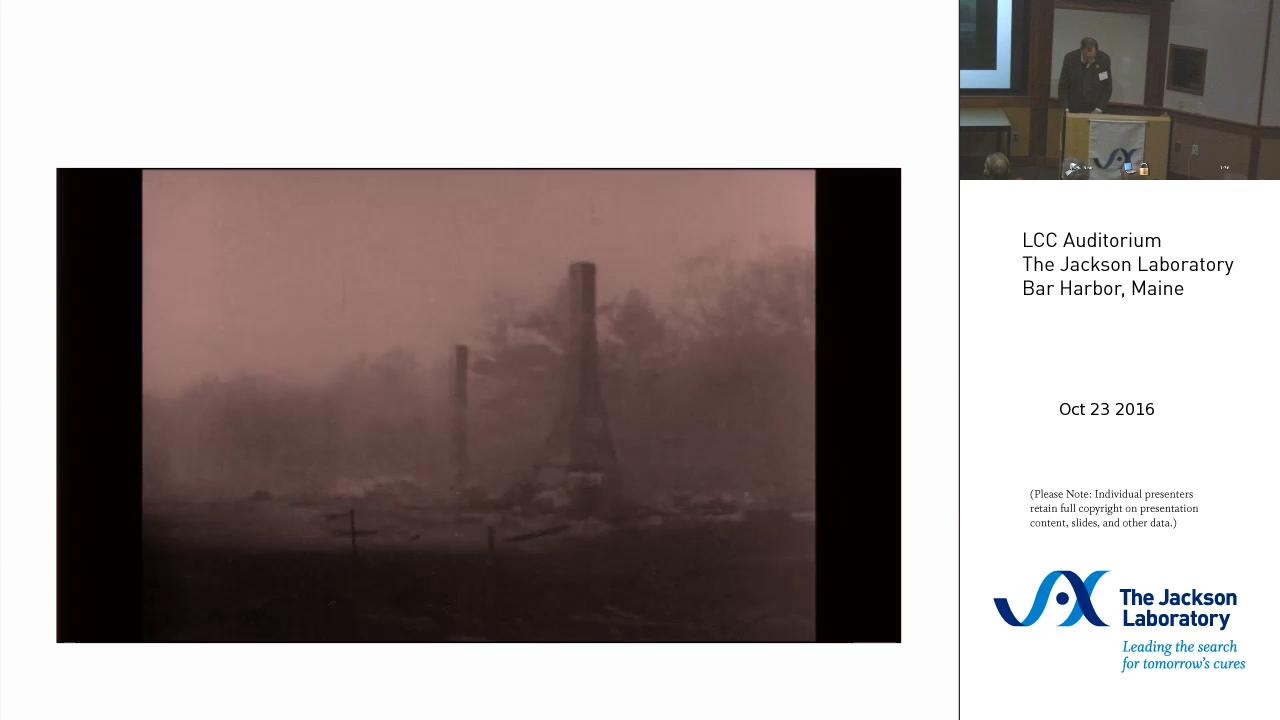 LCC Auditorium
The Jackson Laboratory
Bar Harbor, Maine
Oct 23 2016
(Please Note: Individual presenters
retain full copyright on presentation
content, slides, and other data.)
The Jackson
Laboratory
Leading the search
for tomorrow's cures